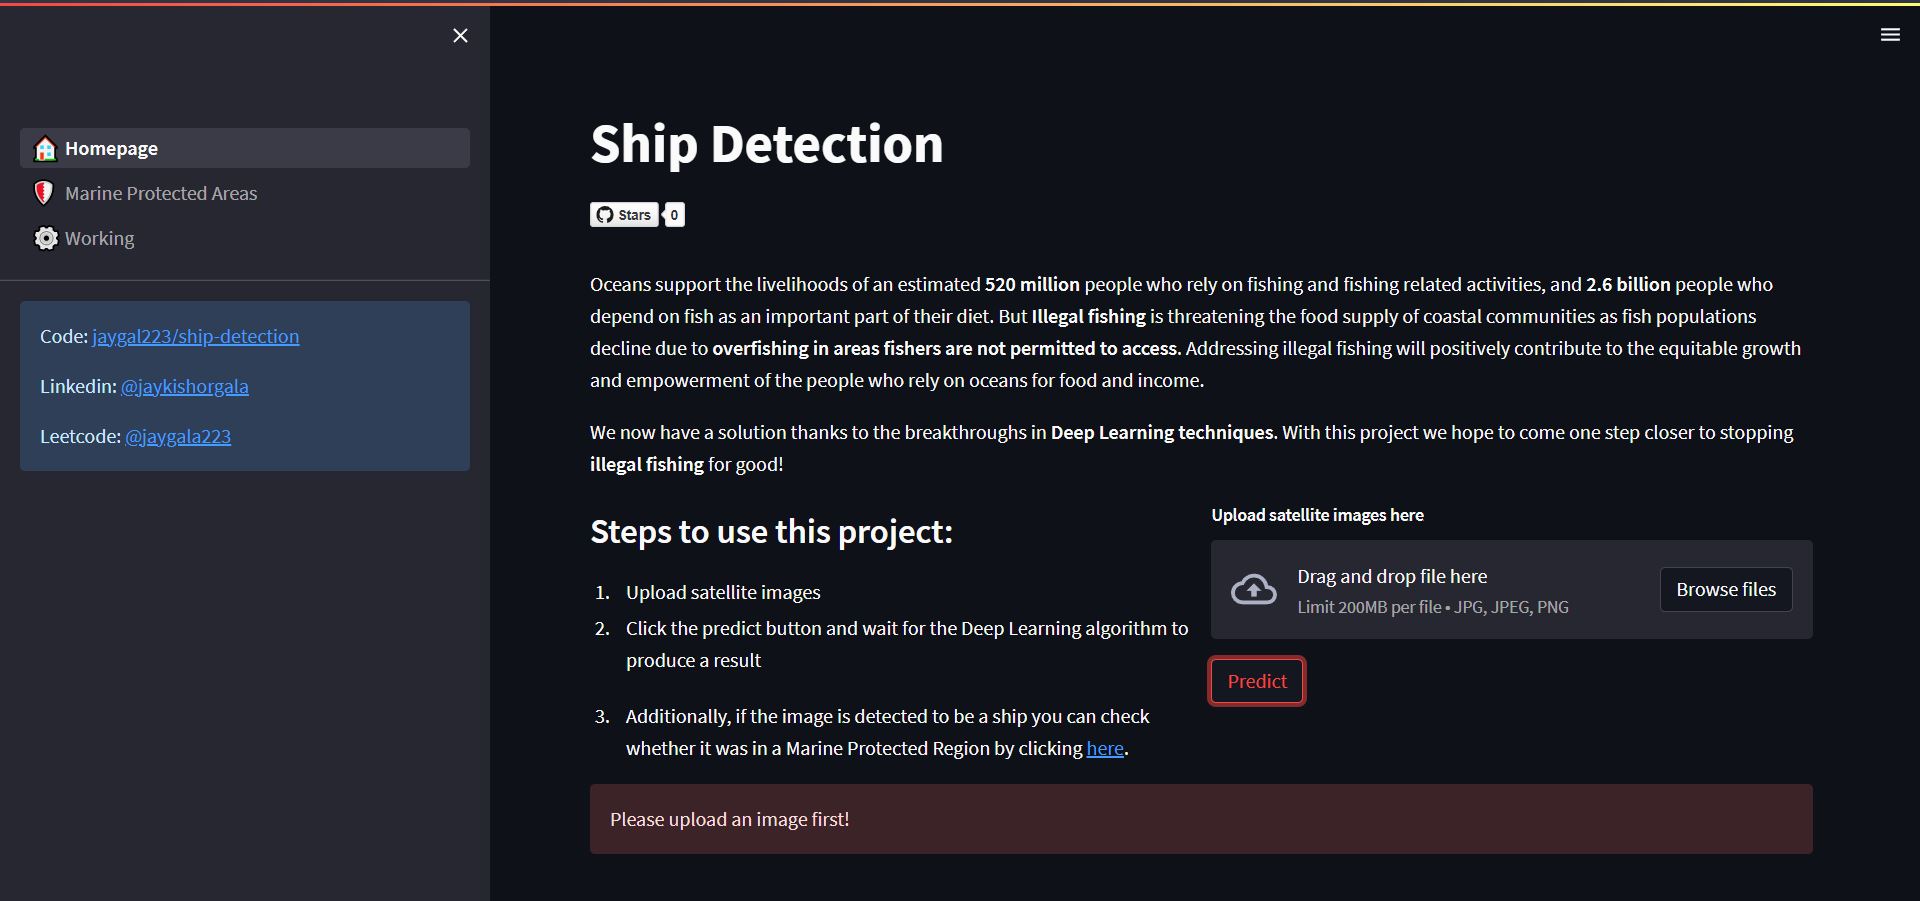 Homepage
Marine Protected Areas
Working
Code: jaygal223/ship-detection
Linkedin: @jaykishorgala
Leetcode: @jaygala223
Ship Detection
Stars 0
Oceans support the livelihoods of an estimated 520 million people who rely on fishing and fishing related activities, and 2.6 billion people who
depend on fish as an important part of their diet. But Illegal fishing is threatening the food supply of coastal communities as fish populations
decline due to overfishing in areas fishers are not permitted to access. Addressing illegal fishing will positively contribute to the equitable growth
and empowerment of the people who rely on oceans for food and income.
We now have a solution thanks to the breakthroughs in Deep Learning techniques. With this project we hope to come one step closer to stopping
illegal fishing for good!
Steps to use this project:
1. Upload satellite images
2. Click the predict button and wait for the Deep Learning algorithm to
produce a result
3. Additionally, if the image is detected to be a ship you can check
whether it was in a Marine Protected Region by clicking here.
Upload satellite images here
Drag and drop file here
Limit 200MB per file • JPG, JPEG, PNG
Browse files
Predict
Please upload an image first!